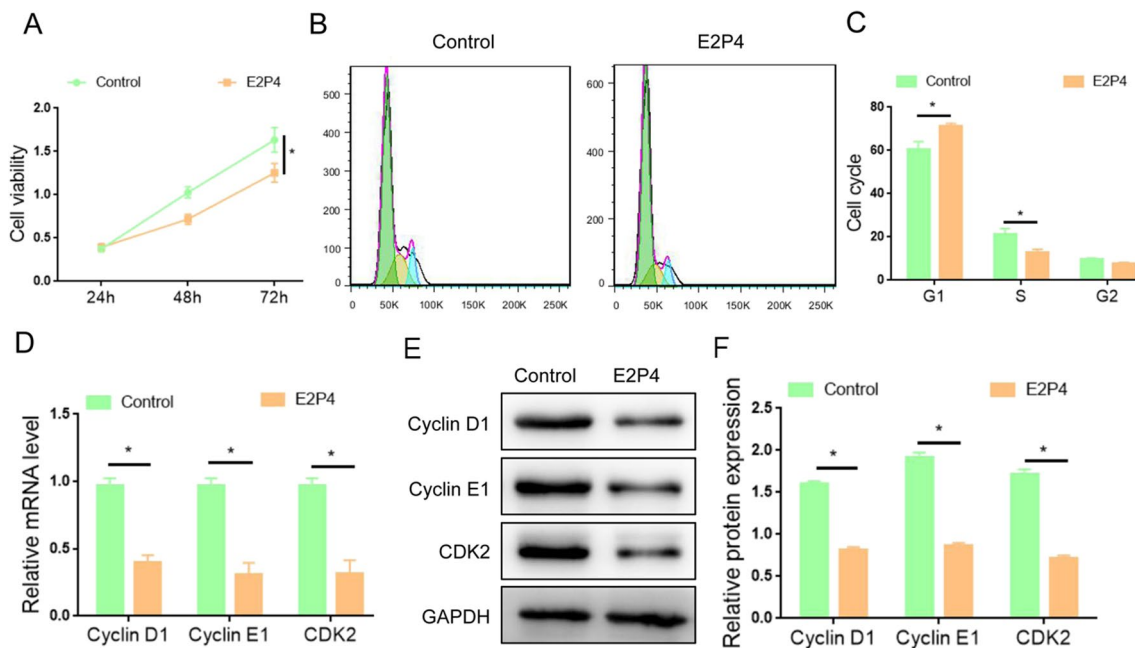 A
Control
E2P4
Cell viability
2.0
1.5
1.0
0.5
0.0
24h
48h
72h
*
B
Control
E2P4
500
400
300
200
100
0
0
50K
100K
150K
200K
250K
600
400
200
0
0
50K
100K
150K
200K
250K
C
Control
E2P4
Cell cycle
80
60
40
20
0
*
*
G1
S
G2
D
Control
E2P4
Relative mRNA level
1.5
1.0
0.5
0.0
*
*
*
Cyclin D1
Cyclin E1
CDK2
E
Control
E2P4
Cyclin D1
Cyclin E1
CDK2
GAPDH
F
Control
E2P4
Relative protein expression
2.5
2.0
1.5
1.0
0.5
0.0
*
*
*
Cyclin D1
Cyclin E1
CDK2